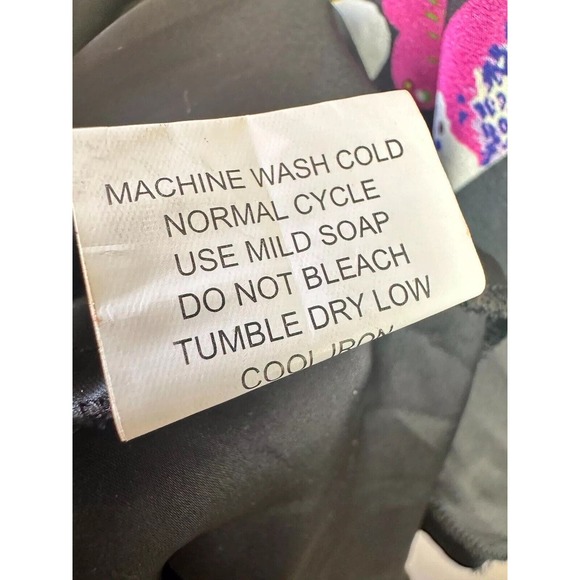 MACHINE WASH COLD
NORMAL CYCLE
USE MILD SOAP
DO NOT BLEACH
TUMBLE DRY LOW
COOL IRON